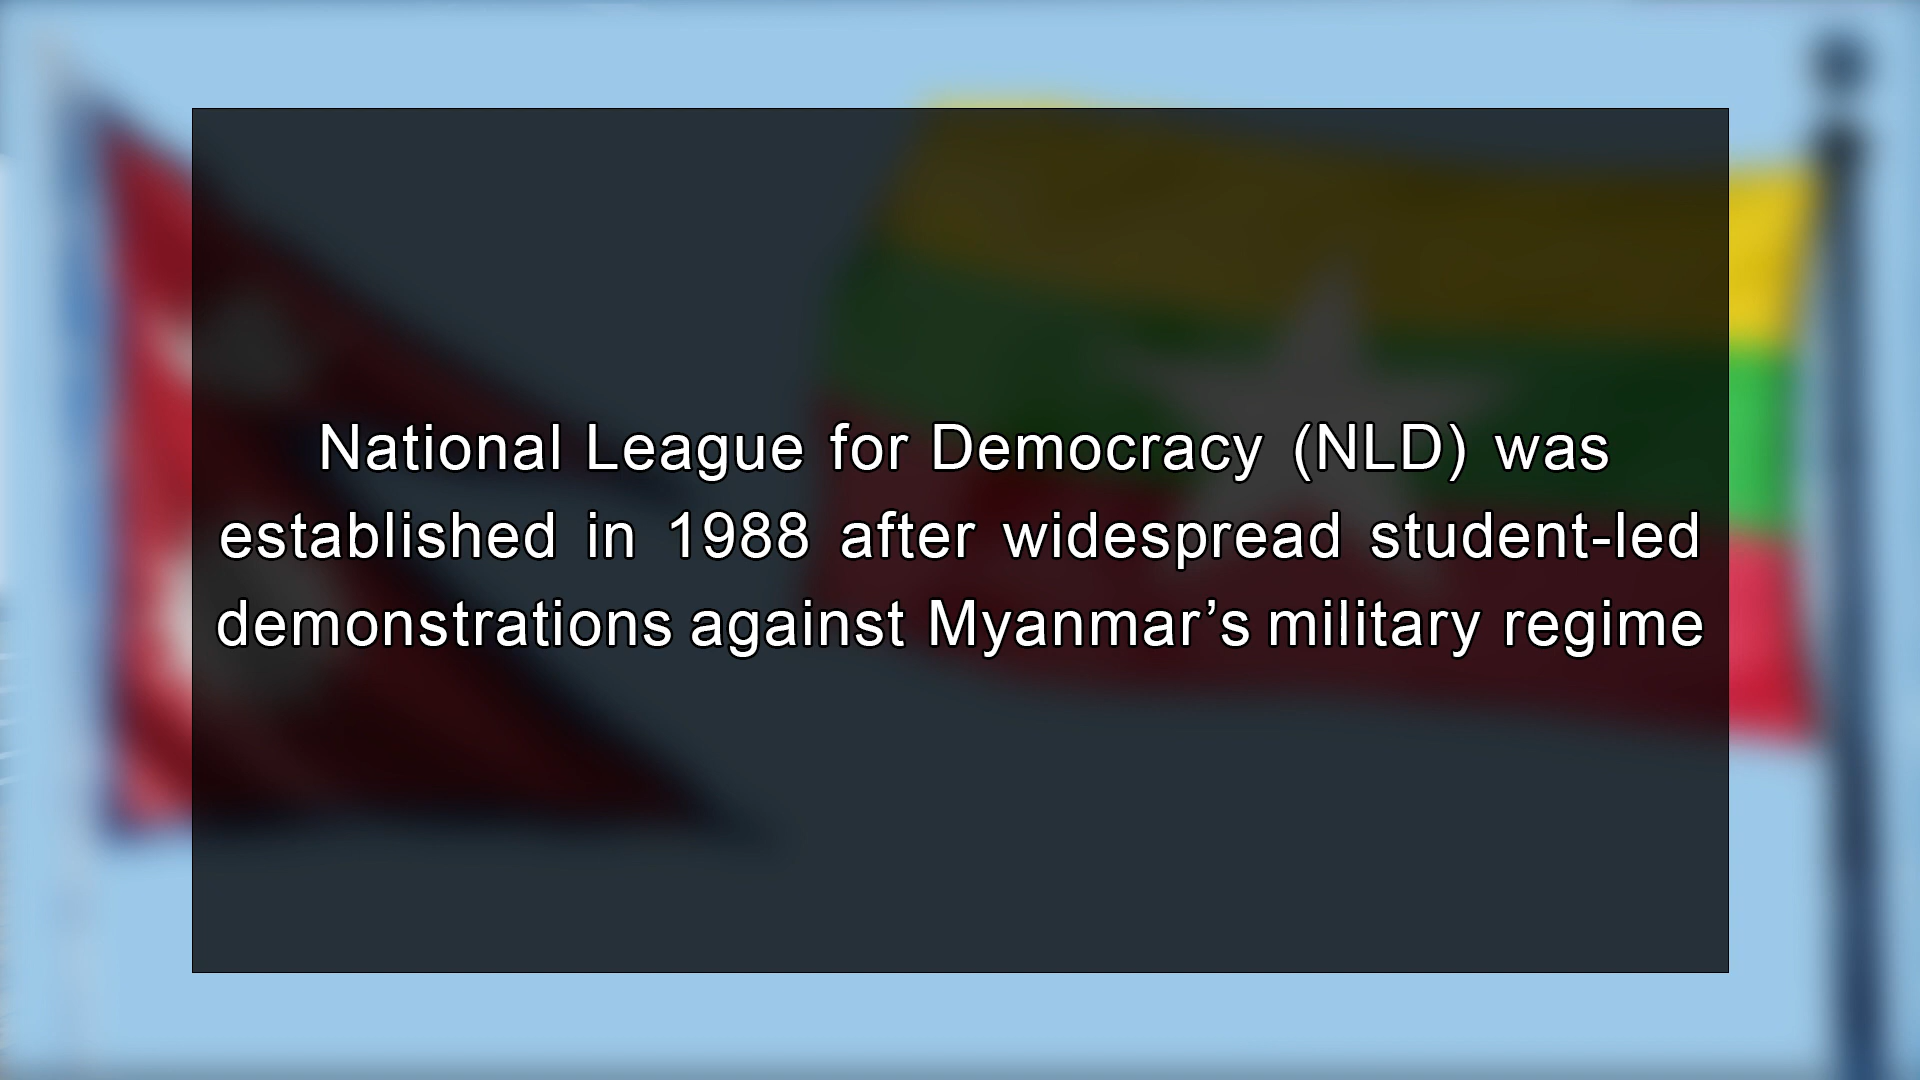 National League for Democracy (NLD) was
established in 1988 after widespread student-led
demonstrations against Myanmar’s military regime